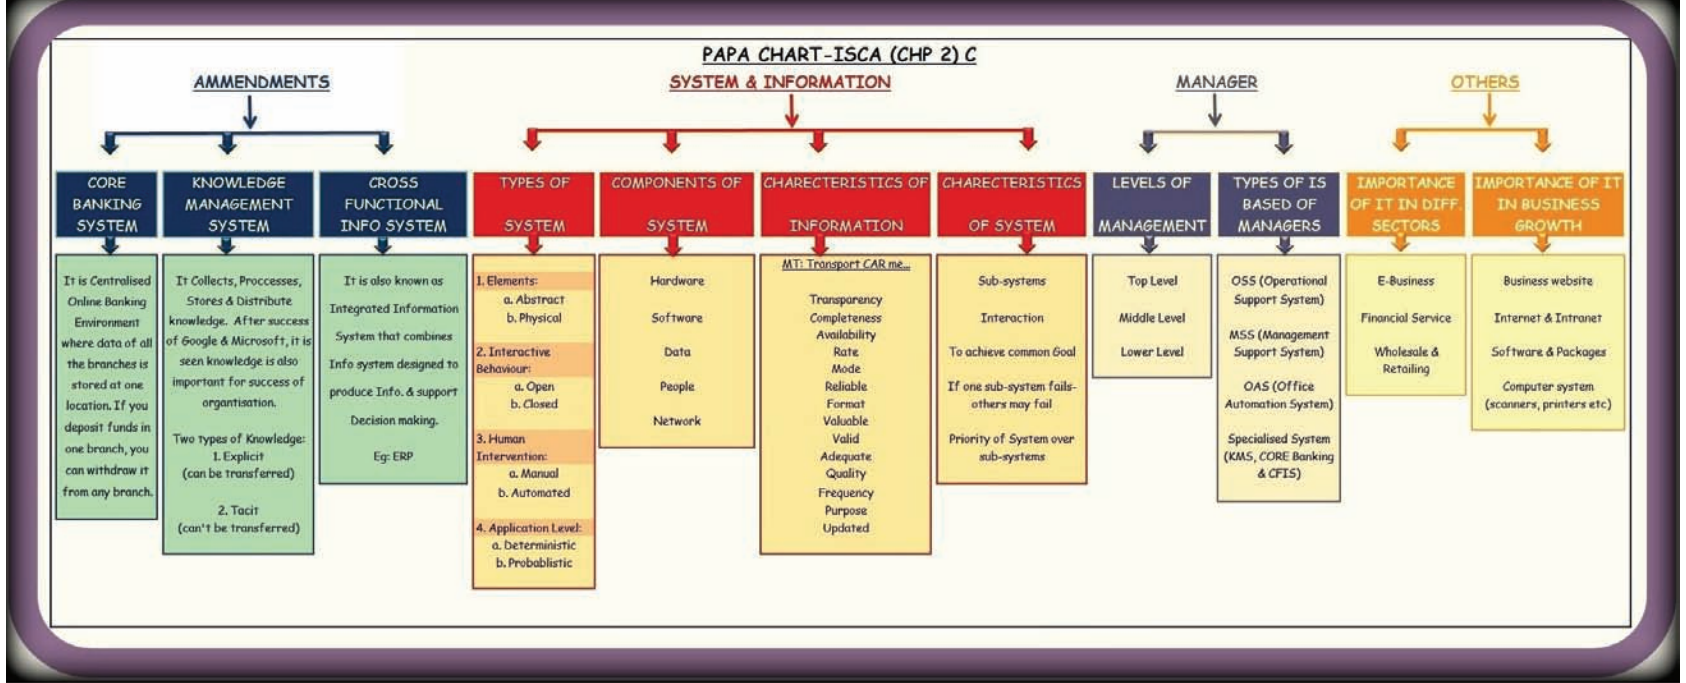 PAPA CHART-ISCA (CHP 2) C
AMMENDMENTS
CORE
BANKING
SYSTEM
It is Centralised
Online Banking
Environment
where data of all
the branches is
stored at one
location. If you
deposit funds in
one branch, you
can withdraw it
from any branch.
KNOWLEDGE
MANAGEMENT
SYSTEM
It Collects, Proccesses,
Stores & Distribute
knowledge. After success
of Google & Microsoft, it is
seen knowledge is also
important for success of
organtisation.
Two types of Knowledge:
1. Explicit
(can be transferred)
2. Tacit
(can't be transferred)
CROSS
FUNCTIONAL
INFO SYSTEM
It is also known as
Integrated Information
System that combines
Info system designed to
produce Info. & support
Decision making.
Eg: ERP
SYSTEM & INFORMATION
TYPES OF
SYSTEM
1. Elements:
a. Abstract
b. Physical
2. Interactive
Behaviour:
a. Open
b. Closed
3. Human
Intervention:
a. Manual
b. Automated
4. Application Level:
a. Deterministic
b. Probablistic
COMPONENTS OF
SYSTEM
Hardware
Software
Data
People
Network
CHARECTERISTICS OF
INFORMATION
MT: Transport CAR me...
Transparency
Completeness
Availability
Rate
Mode
Reliable
Format
Valuable
Valid
Adequate
Quality
Frequency
Purpose
Updated
CHARECTERISTICS
OF SYSTEM
Sub-systems
Interaction
To achieve common Goal
If one sub-system fails-
others may fail
Priority of System over
sub-systems
MANAGER
LEVELS OF
MANAGEMENT
Top Level
Middle Level
Lower Level
TYPES OF IS
BASED OF
MANAGERS
OSS (Operational
Support System)
MSS (Management
Support System)
OAS (Office
Automation System)
Specialised System
(KMS, CORE Banking
& CFIS)
OTHERS
IMPORTANCE
OF IT IN DIFF.
SECTORS
E-Business
Financial Service
Wholesale &
Retailing
IMPORTANCE OF IT
IN BUSINESS
GROWTH
Business website
Internet & Intranet
Software & Packages
Computer system
(scanners, printers etc)